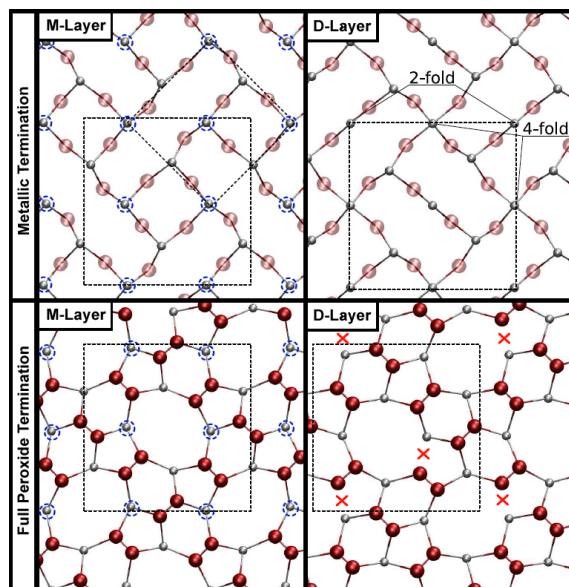 Metallic Termination
M-Layer
D-Layer
2-fold
4-fold
Full Peroxide Termination
M-Layer
D-Layer